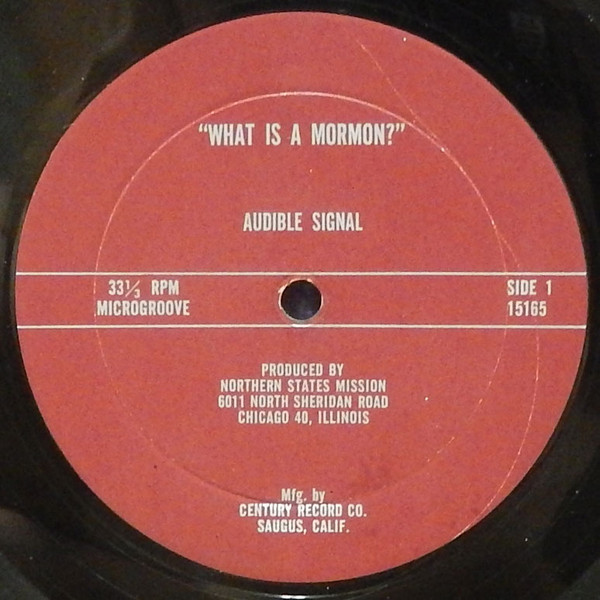 “WHAT IS A MORMON?”
AUDIBLE SIGNAL
33⅓ RPM
MICROGROOVE
SIDE 1
15165
PRODUCED BY
NORTHERN STATES MISSION
6011 NORTH SHERIDAN ROAD
CHICAGO 40, ILLINOIS
Mfg. by
CENTURY RECORD CO.
SAUGUS, CALIF.